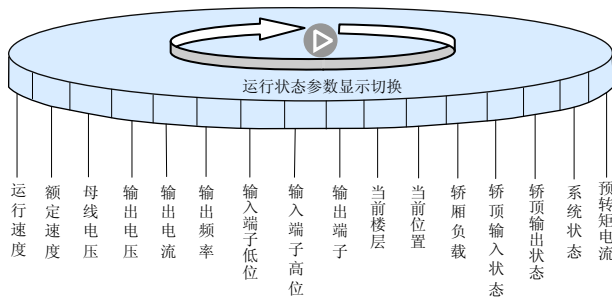 运行状态参数显示切换
运行速度
额定速度
母线电压
输出电压
输出电流
输出频率
输入端子低位
输入端子高位
输出端子
当前楼层
当前位置
轿厢负载
轿顶输入状态
轿顶输出状态
系统状态
预转矩电流